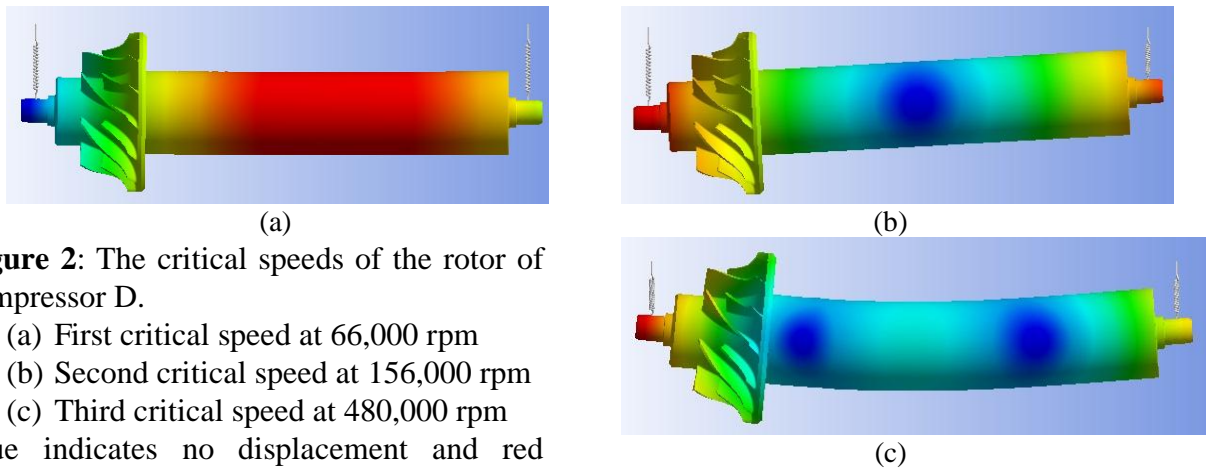 (a)
gure 2: The critical speeds of the rotor of
mpressor D.
(a) First critical speed at 66,000 rpm
(b) Second critical speed at 156,000 rpm
(c) Third critical speed at 480,000 rpm
ue indicates no displacement and red
(b)
(c)